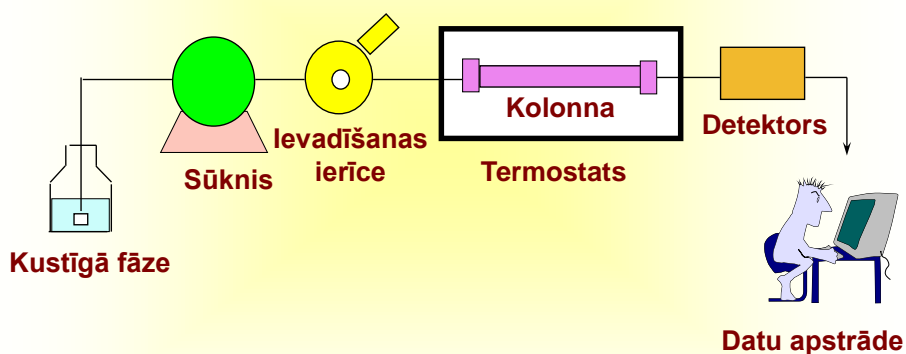 Kustīgā fāze
Sūknis
Ievadīšanas
ierīce
Kolonna
Termostats
Detektors
Datu apstrāde